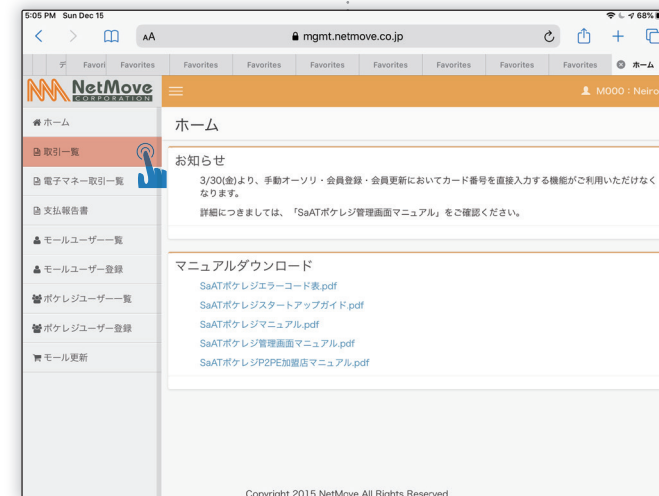 5:05 PM Sun Dec 15
68%
AA
mgmt.netmove.co.jp
Favori
Favorites
Favorites
Favorites
Favorites
Favorites
Favorites
Favorites
Favorites
ホーム
NetMove
CORPORATION
M000：Neiro
ホーム
取引一覧
電子マネー取引一覧
支払報告書
モールユーザー一覧
モールユーザー登録
ポケレジユーザー一覧
ポケレジユーザー登録
モール更新
ホーム
お知らせ
3/30(金)より、手動オーソリ・会員登録・会員更新においてカード番号を直接入力する機能がご利用いただけなく
なります。
詳細につきましては、「SaATポケレジ管理画面マニュアル」をご確認ください。
マニュアルダウンロード
SaATポケレジエラーコード表.pdf
SaATポケレジスタートアップガイド.pdf
SaATポケレジマニュアル.pdf
SaATポケレジ管理画面マニュアル.pdf
SaATポケレジP2PE加盟店マニュアル.pdf
Copyright 2015 NetMove All Rights Reserved